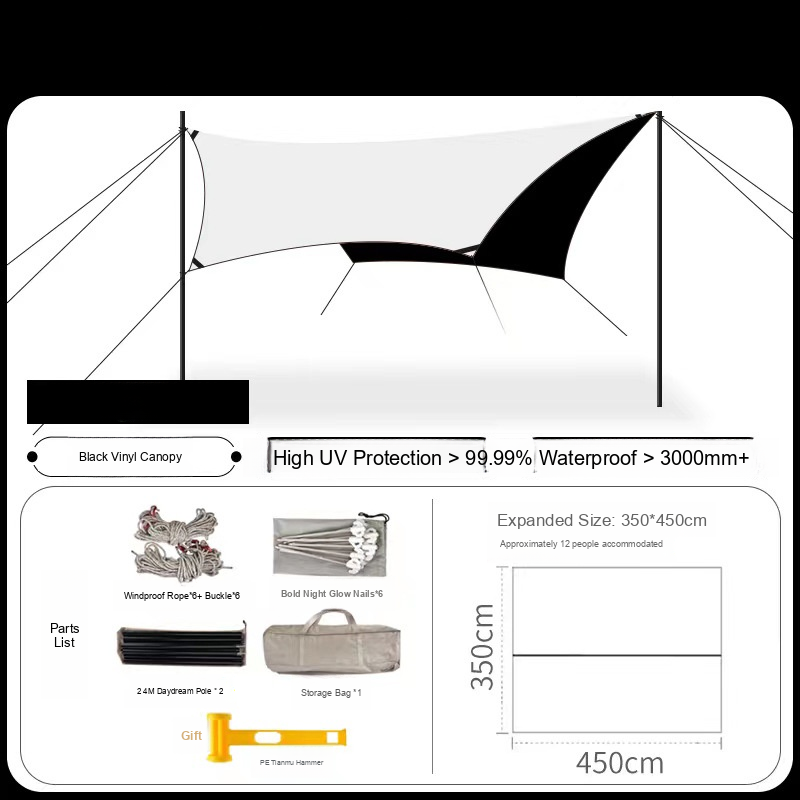 Black Vinyl Canopy
High UV Protection > 99.99%
Waterproof > 3000mm+
Parts
List
Windproof Rope*6+ Buckle*6
Bold Night Glow Nails*6
24M Daydream Pole * 2
Storage Bag *1
Gift
PE Tianmu Hammer
Expanded Size: 350*450cm
Approximately 12 people accommodated
350cm
450cm